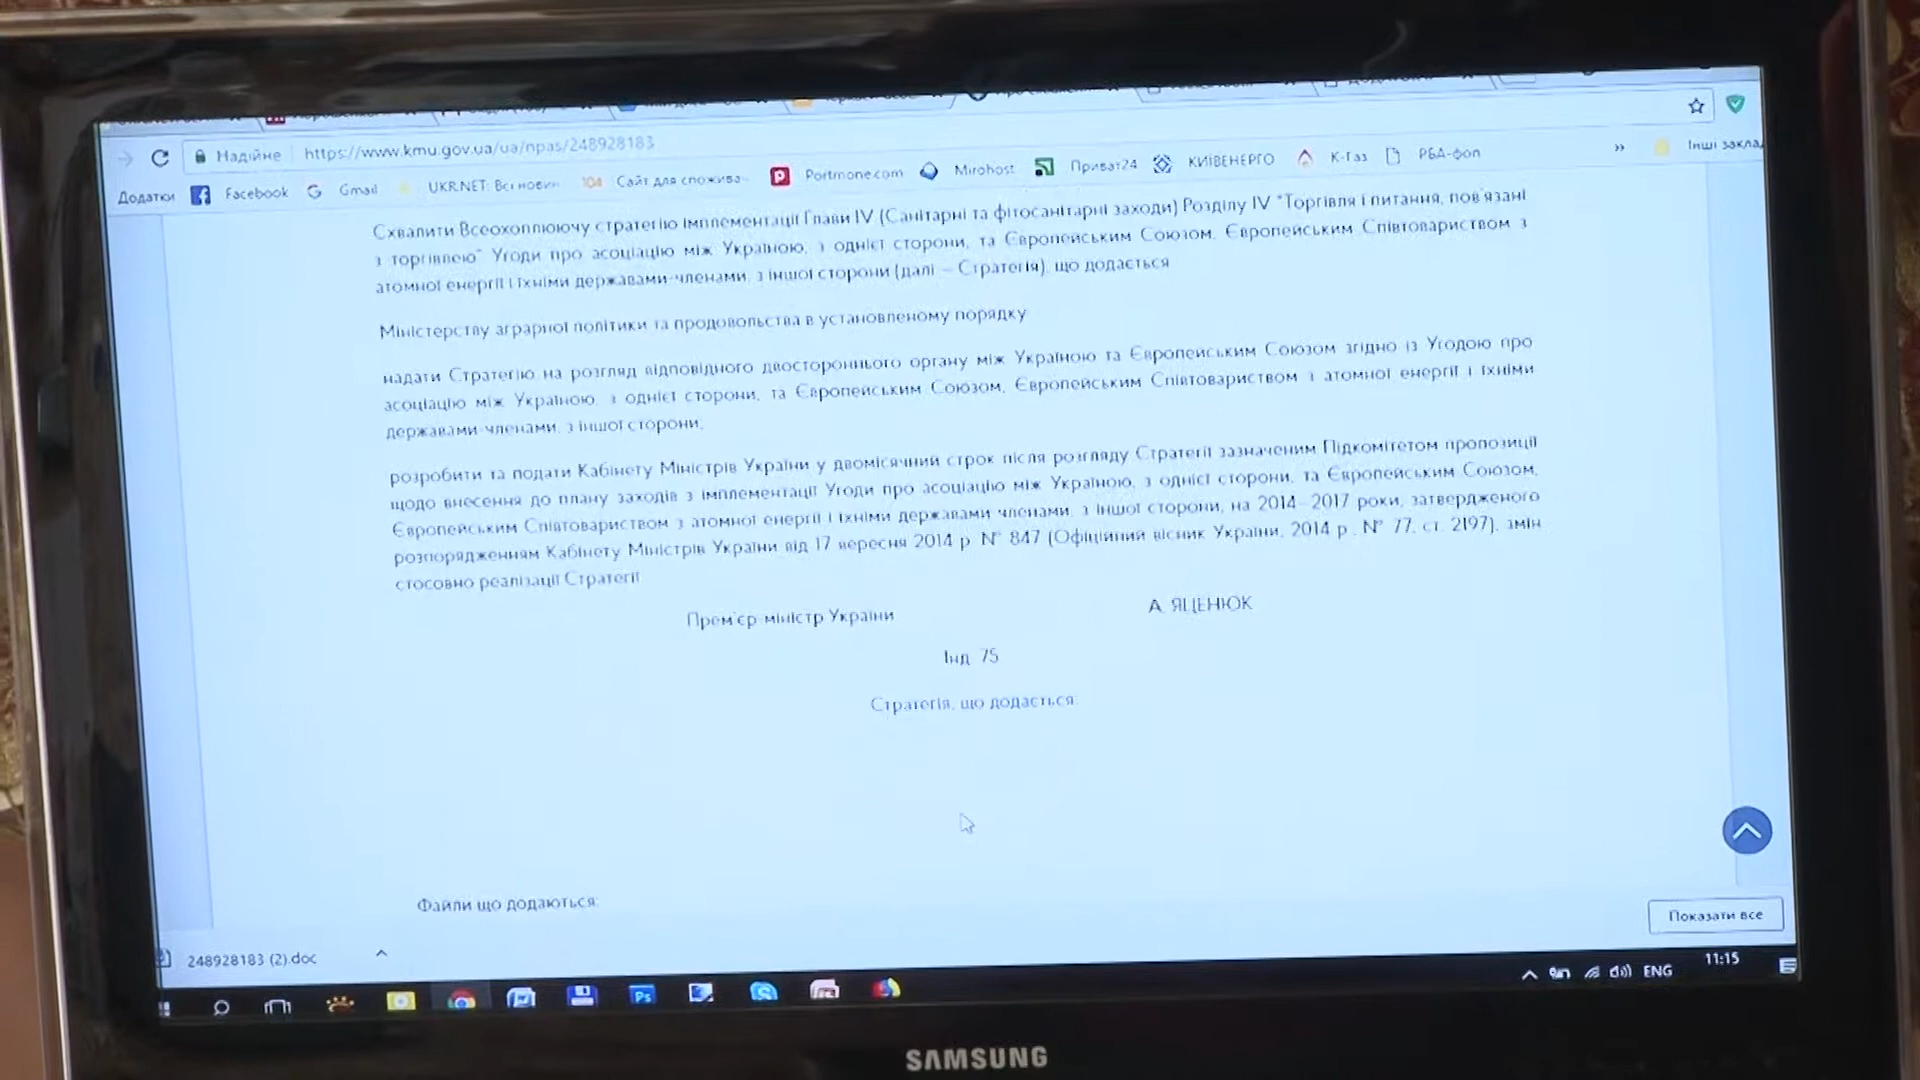 Надійне https://www.kmu.gov.ua/ua/npas/248928183
Додатки Facebook Gmail UKR.NET: Всі новин Сайт для спожива Portmone.com Mirohost Приват24 КИЇВЕНЕРГО К-Газ РБА-фоп » Інші заклад
Схвалити Всеохоплюючу стратегію імплементації Глави IV (Санітарні та фітосанітарні заходи) Розділу IV "Торгівля і питання, пов'язані
з торгівлею" Угоди про асоціацію між Україною, з однієї сторони, та Європейським Союзом, Європейським Співтовариством з
атомної енергії і їхніми державами-членами, з іншої сторони (далі — Стратегія), що додається
Міністерству аграрної політики та продовольства в установленому порядку
надати Стратегію на розгляд відповідного двостороннього органу між Україною та Європейським Союзом згідно із Угодою про
асоціацію між Україною, з однієї сторони, та Європейським Союзом, Європейським Співтовариством з атомної енергії і їхніми
державами-членами, з іншої сторони;
розробити та подати Кабінету Міністрів України у двомісячний строк після розгляду Стратегії зазначеним Підкомітетом пропозиції
щодо внесення до плану заходів з імплементації Угоди про асоціацію між Україною, з однієї сторони, та Європейським Союзом,
Європейським Співтовариством з атомної енергії і їхніми державами членами, з іншої сторони, на 2014—2017 роки, затвердженого
розпорядженням Кабінету Міністрів України від 17 вересня 2014 р. № 847 (Офіційний вісник України, 2014 р., № 77, ст. 2197), змін
стосовно реалізації Стратегії
Прем'єр-міністр України А. ЯЦЕНЮК
Інд. 75
Стратегія, що додається:
Файли що додаються:
Показати все
248928183 (2).doc
Ps ENG 11:15
SAMSUNG